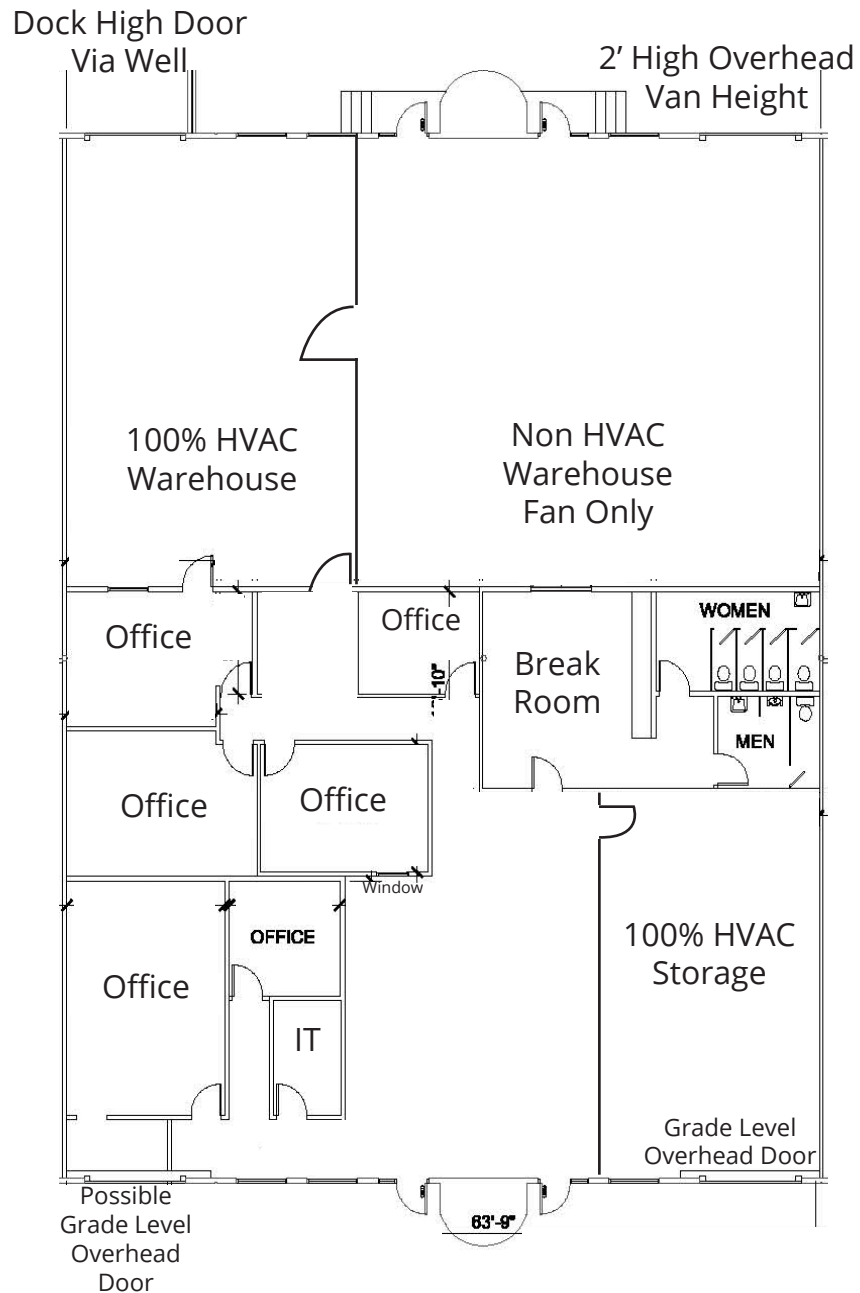 Dock High Door
Via Well
2’ High Overhead
Van Height
100% HVAC
Warehouse
Non HVAC
Warehouse
Fan Only
Office
Office
Break
Room
WOMEN
MEN
Office
Office
Window
Office
OFFICE
IT
100% HVAC
Storage
Grade Level
Overhead Door
Possible
Grade Level
Overhead
Door
63'-9"